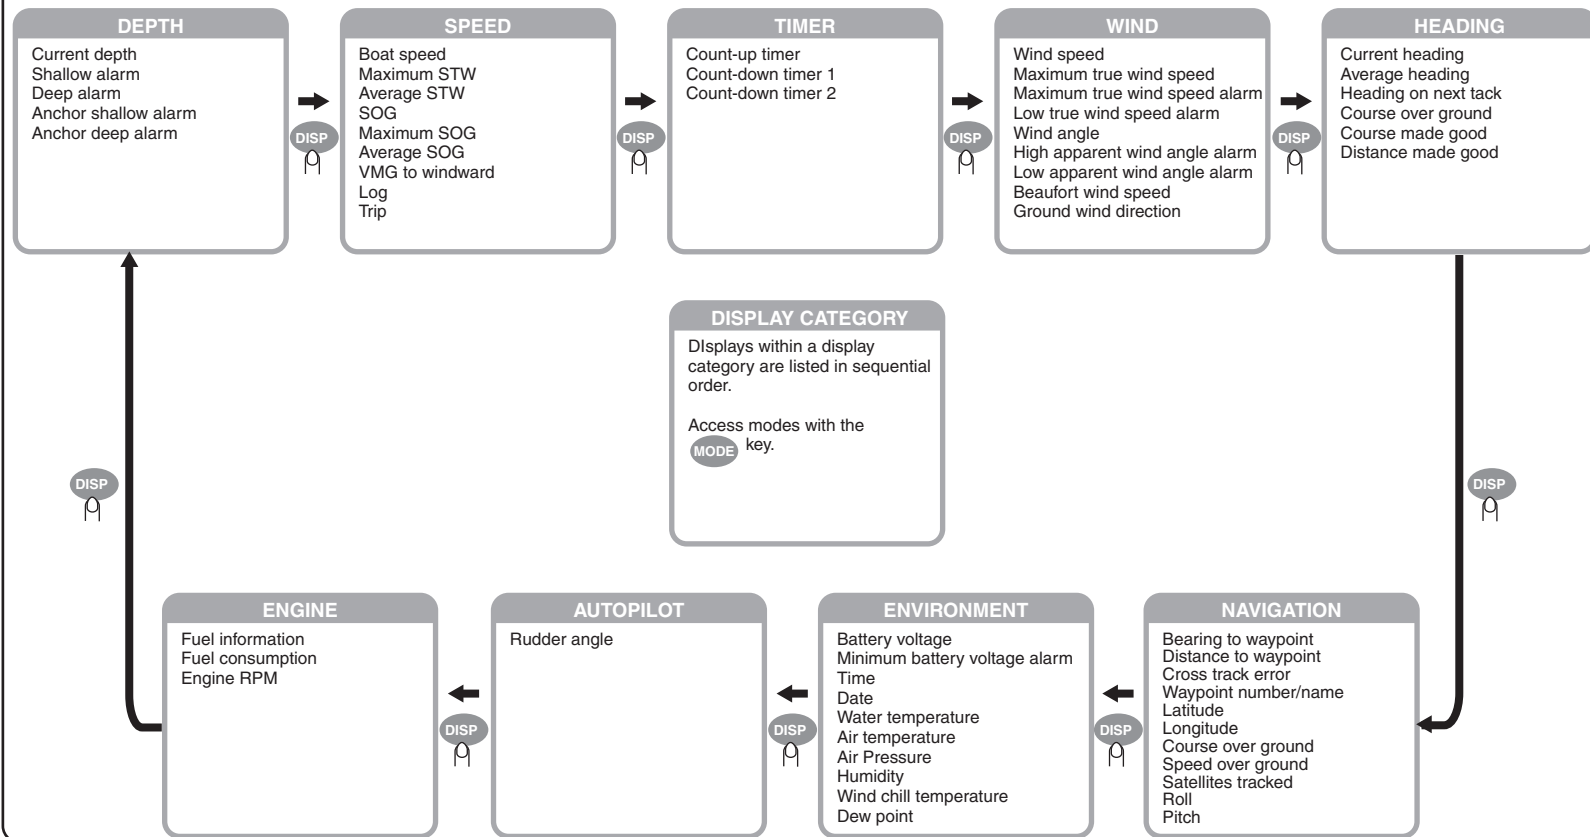 DEPTH
Current depth
Shallow alarm
Deep alarm
Anchor shallow alarm
Anchor deep alarm
DISP
SPEED
Boat speed
Maximum STW
Average STW
SOG
Maximum SOG
Average SOG
VMG to windward
Log
Trip
DISP
TIMER
Count-up timer
Count-down timer 1
Count-down timer 2
DISP
WIND
Wind speed
Maximum true wind speed
Maximum true wind speed alarm
Low true wind speed alarm
Wind angle
High apparent wind angle alarm
Low apparent wind angle alarm
Beaufort wind speed
Ground wind direction
DISP
HEADING
Current heading
Average heading
Heading on next tack
Course over ground
Course made good
Distance made good
DISPLAY CATEGORY
DIsplays within a display
category are listed in sequential
order.
Access modes with the
MODE key.
DISP
DISP
ENGINE
Fuel information
Fuel consumption
Engine RPM
DISP
AUTOPILOT
Rudder angle
DISP
ENVIRONMENT
Battery voltage
Minimum battery voltage alarm
Time
Date
Water temperature
Air temperature
Air Pressure
Humidity
Wind chill temperature
Dew point
DISP
NAVIGATION
Bearing to waypoint
Distance to waypoint
Cross track error
Waypoint number/name
Latitude
Longitude
Course over ground
Speed over ground
Satellites tracked
Roll
Pitch